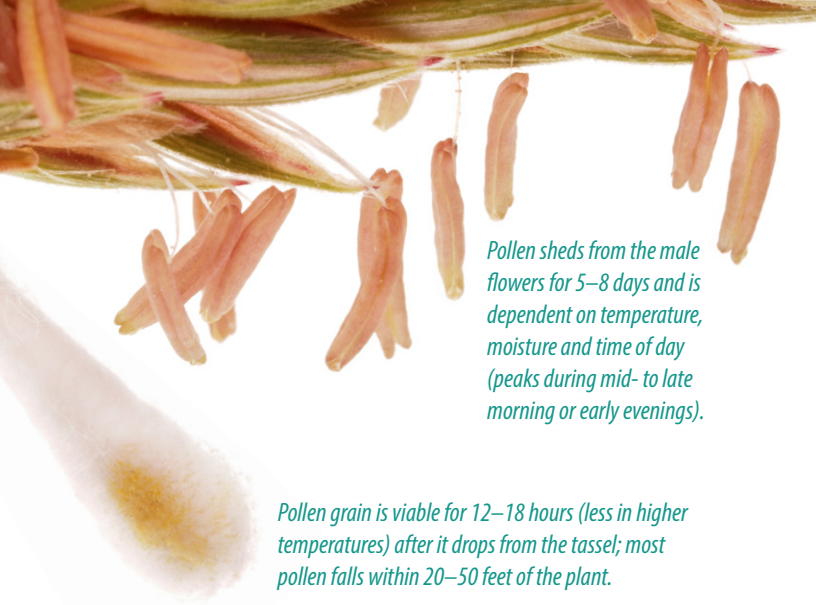 Pollen sheds from the male
flowers for 5–8 days and is
dependent on temperature,
moisture and time of day
(peaks during mid- to late
morning or early evenings).
Pollen grain is viable for 12–18 hours (less in higher
temperatures) after it drops from the tassel; most
pollen falls within 20–50 feet of the plant.